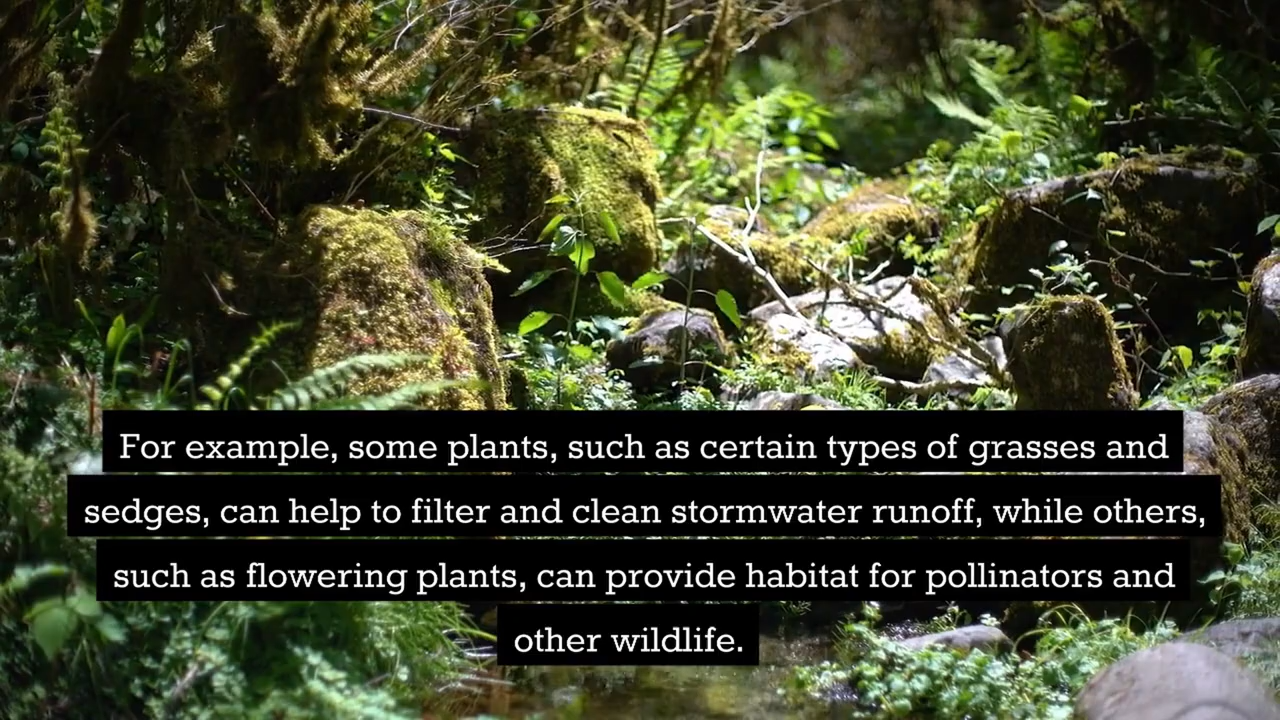 For example, some plants, such as certain types of grasses and
sedges, can help to filter and clean stormwater runoff, while others,
such as flowering plants, can provide habitat for pollinators and
other wildlife.